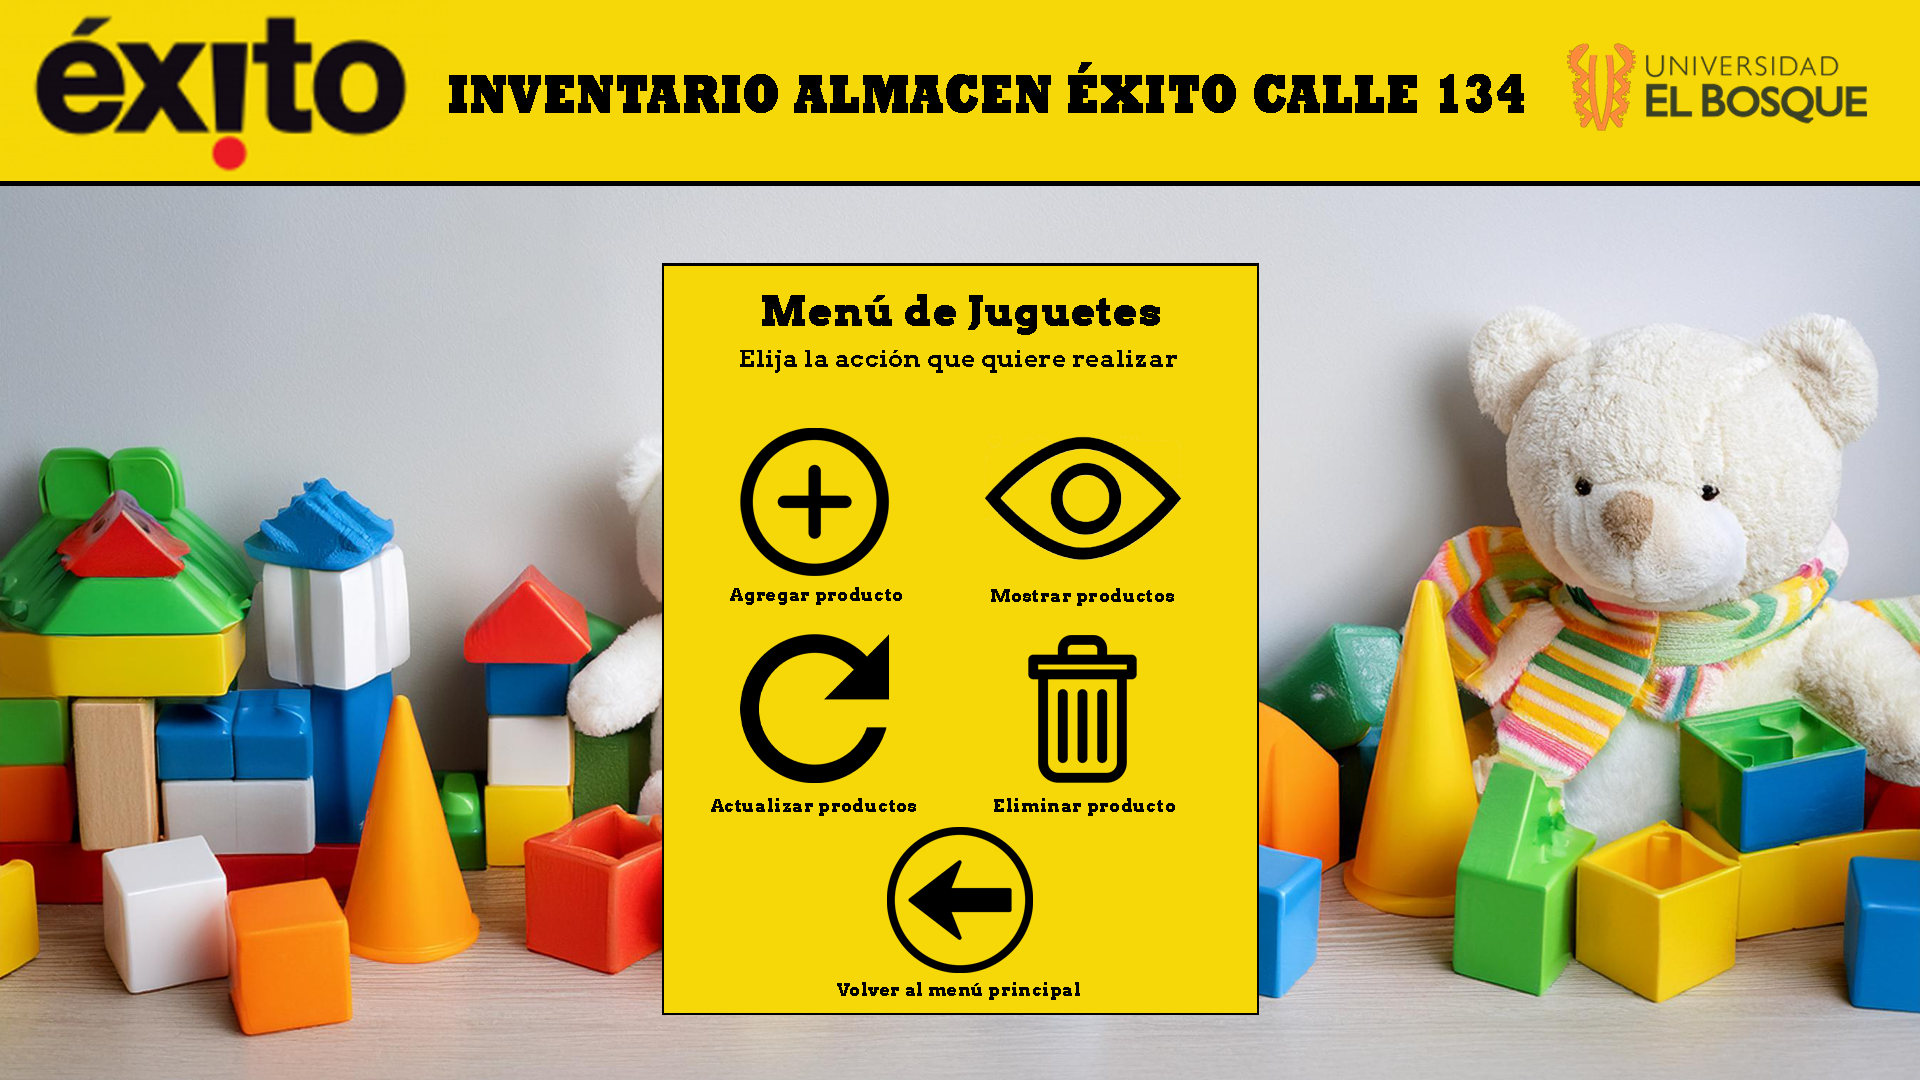 éxito
INVENTARIO ALMACEN ÉXITO CALLE 134
UNIVERSIDAD
EL BOSQUE
Menú de Juguetes
Elija la acción que quiere realizar
Agregar producto
Mostrar productos
Actualizar productos
Eliminar producto
Volver al menú principal